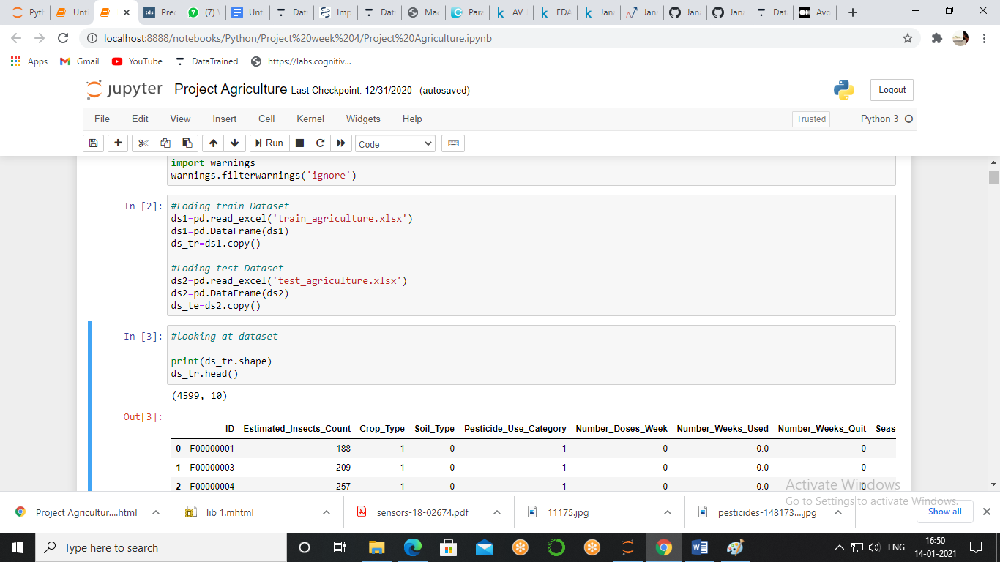 Pyth Unt Pre (7) \ Unt Dat Imp Dat Mac Para AV J EDA Jana Jana Jana Jana Dat Avo
localhost:8888/notebooks/Python/Project%20week%204/Project%20Agriculture.ipynb
Apps Gmail YouTube DataTrained https://labs.cognitiv...
jupyter Project Agriculture Last Checkpoint: 12/31/2020 (autosaved) Logout
File Edit View Insert Cell Kernel Widgets Help Trusted Python 3
Run Code
import warnings
warnings.filterwarnings('ignore')
In [2]: #Loding train Dataset
ds1=pd.read_excel('train_agriculture.xlsx')
ds1=pd.DataFrame(ds1)
ds_tr=ds1.copy()
#Loding test Dataset
ds2=pd.read_excel('test_agriculture.xlsx')
ds2=pd.DataFrame(ds2)
ds_te=ds2.copy()
In [3]: #looking at dataset
print(ds_tr.shape)
ds_tr.head()
(4599, 10)
Out[3]:
ID Estimated_Insects_Count Crop_Type Soil_Type Pesticide_Use_Category Number_Doses_Week Number_Weeks_Used Number_Weeks_Quit Seas
0 F00000001 188 1 0 1 0 0.0 0
1 F00000003 209 1 0 1 0 0.0 0
2 F00000004 257 1 0 1 0 0.0 0
Activate Windows
Go to Settings to activate Windows.
Project Agricultur....html lib 1.mhtml sensors-18-02674.pdf 11175.jpg pesticides-148173....jpg Show all
Type here to search ENG 16:50
14-01-2021